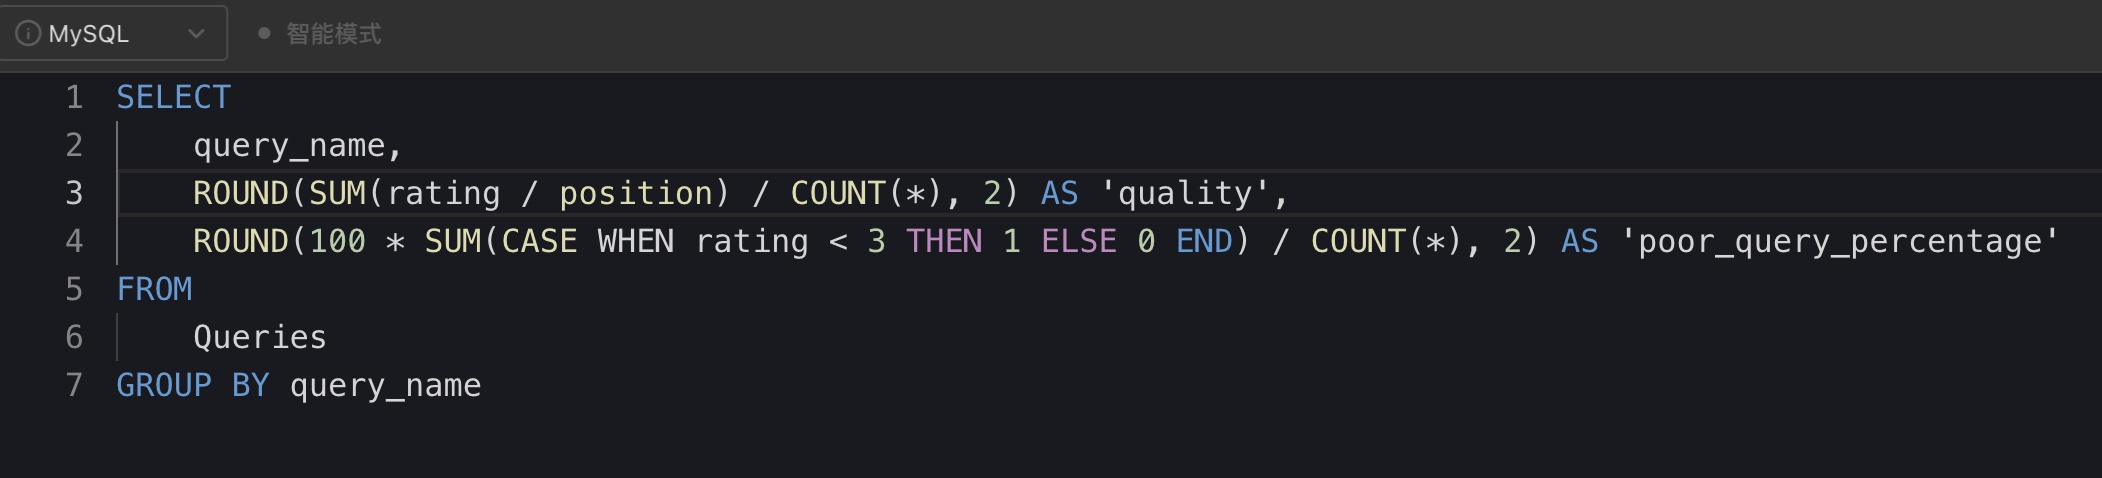 MySQL 智能模式
1 SELECT
2 query_name,
3 ROUND(SUM(rating / position) / COUNT(*), 2) AS 'quality',
4 ROUND(100 * SUM(CASE WHEN rating < 3 THEN 1 ELSE 0 END) / COUNT(*), 2) AS 'poor_query_percentage'
5 FROM
6 Queries
7 GROUP BY query_name